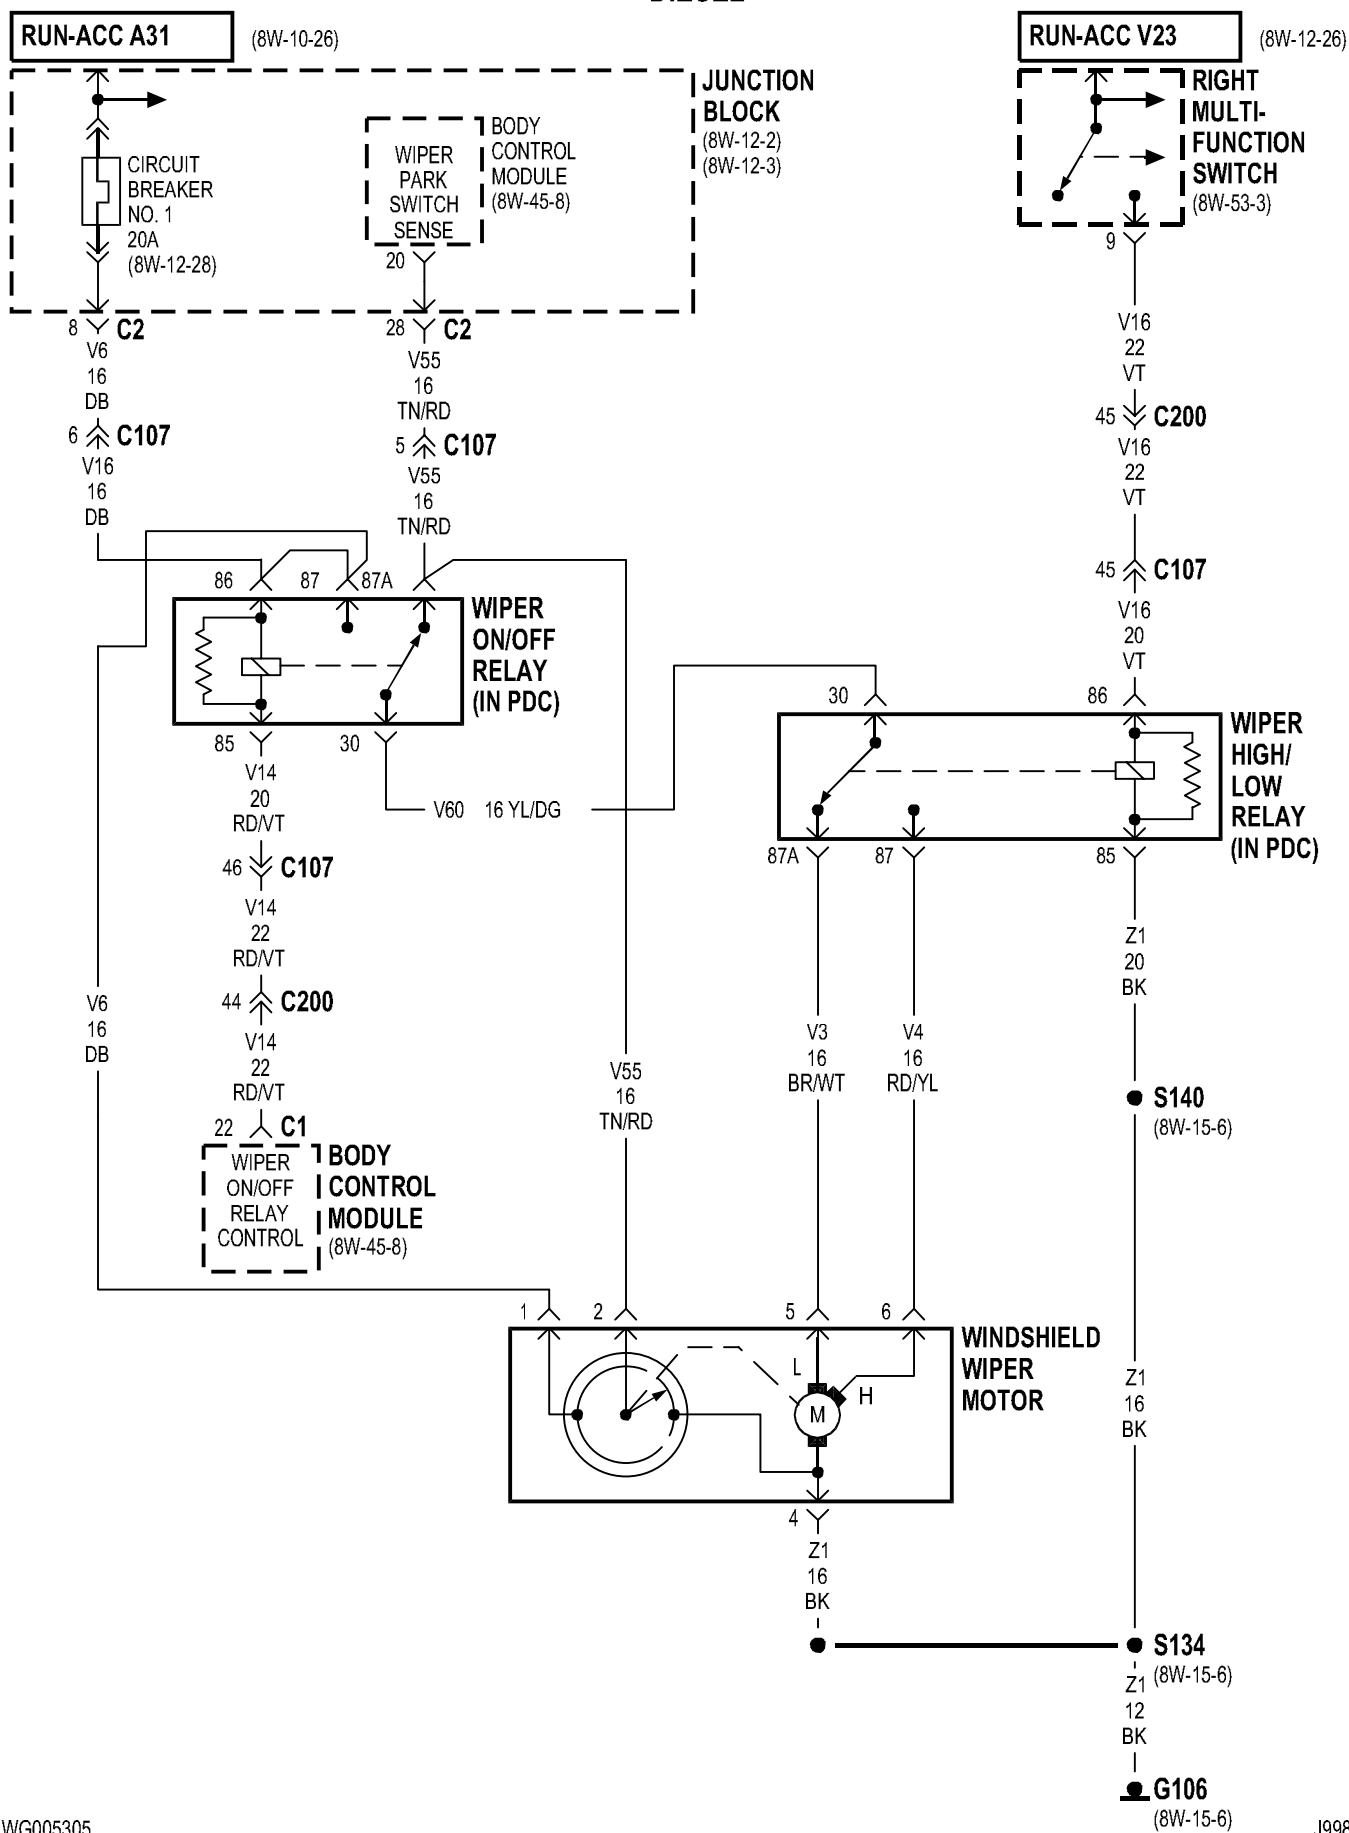 RUN-ACC A31
(8W-10-26)
RUN-ACC V23
(8W-12-26)
JUNCTION
BLOCK
(8W-12-2)
(8W-12-3)
BODY
CONTROL
MODULE
(8W-45-8)
WIPER
PARK
SWITCH
SENSE
20
CIRCUIT
BREAKER
NO. 1
20A
(8W-12-28)
RIGHT
MULTI-
FUNCTION
SWITCH
(8W-53-3)
9
8
C2
V6
16
DB
6
C107
V16
16
DB
28
C2
V55
16
TN/RD
5
C107
V55
16
TN/RD
V16
22
VT
45
C200
V16
22
VT
45
C107
V16
20
VT
86
87
87A
WIPER
ON/OFF
RELAY
(IN PDC)
85
30
V60 16 YL/DG
30
86
WIPER
HIGH/
LOW
RELAY
(IN PDC)
87A
87
85
V14
20
RD/VT
46
C107
V14
22
RD/VT
44
C200
V14
22
RD/VT
22
C1
WIPER
ON/OFF
RELAY
CONTROL
BODY
CONTROL
MODULE
(8W-45-8)
V6
16
DB
V55
16
TN/RD
V3
16
BR/WT
V4
16
RD/YL
Z1
20
BK
S140
(8W-15-6)
1
2
5
6
WINDSHIELD
WIPER
MOTOR
L
H
M
4
Z1
16
BK
Z1
16
BK
S134
(8W-15-6)
Z1
12
BK
G106
(8W-15-6)
WG005305
J998